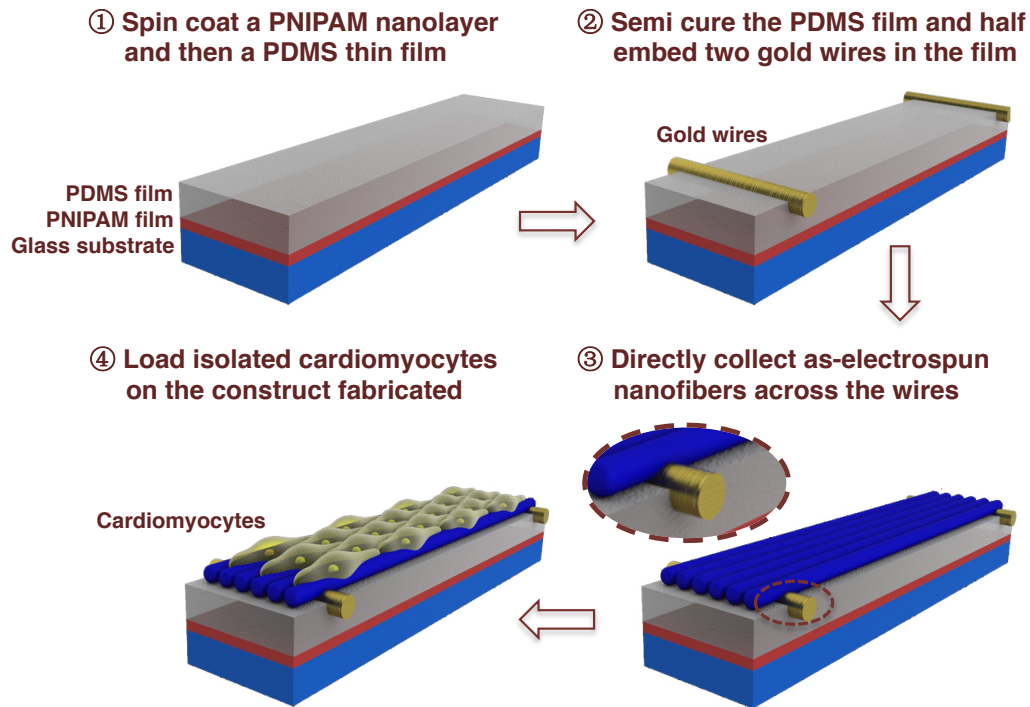 ① Spin coat a PNIPAM nanolayer
and then a PDMS thin film
② Semi cure the PDMS film and half
embed two gold wires in the film
Gold wires
PDMS film
PNIPAM film
Glass substrate
④ Load isolated cardiomyocytes
on the construct fabricated
③ Directly collect as-electrospun
nanofibers across the wires
Cardiomyocytes